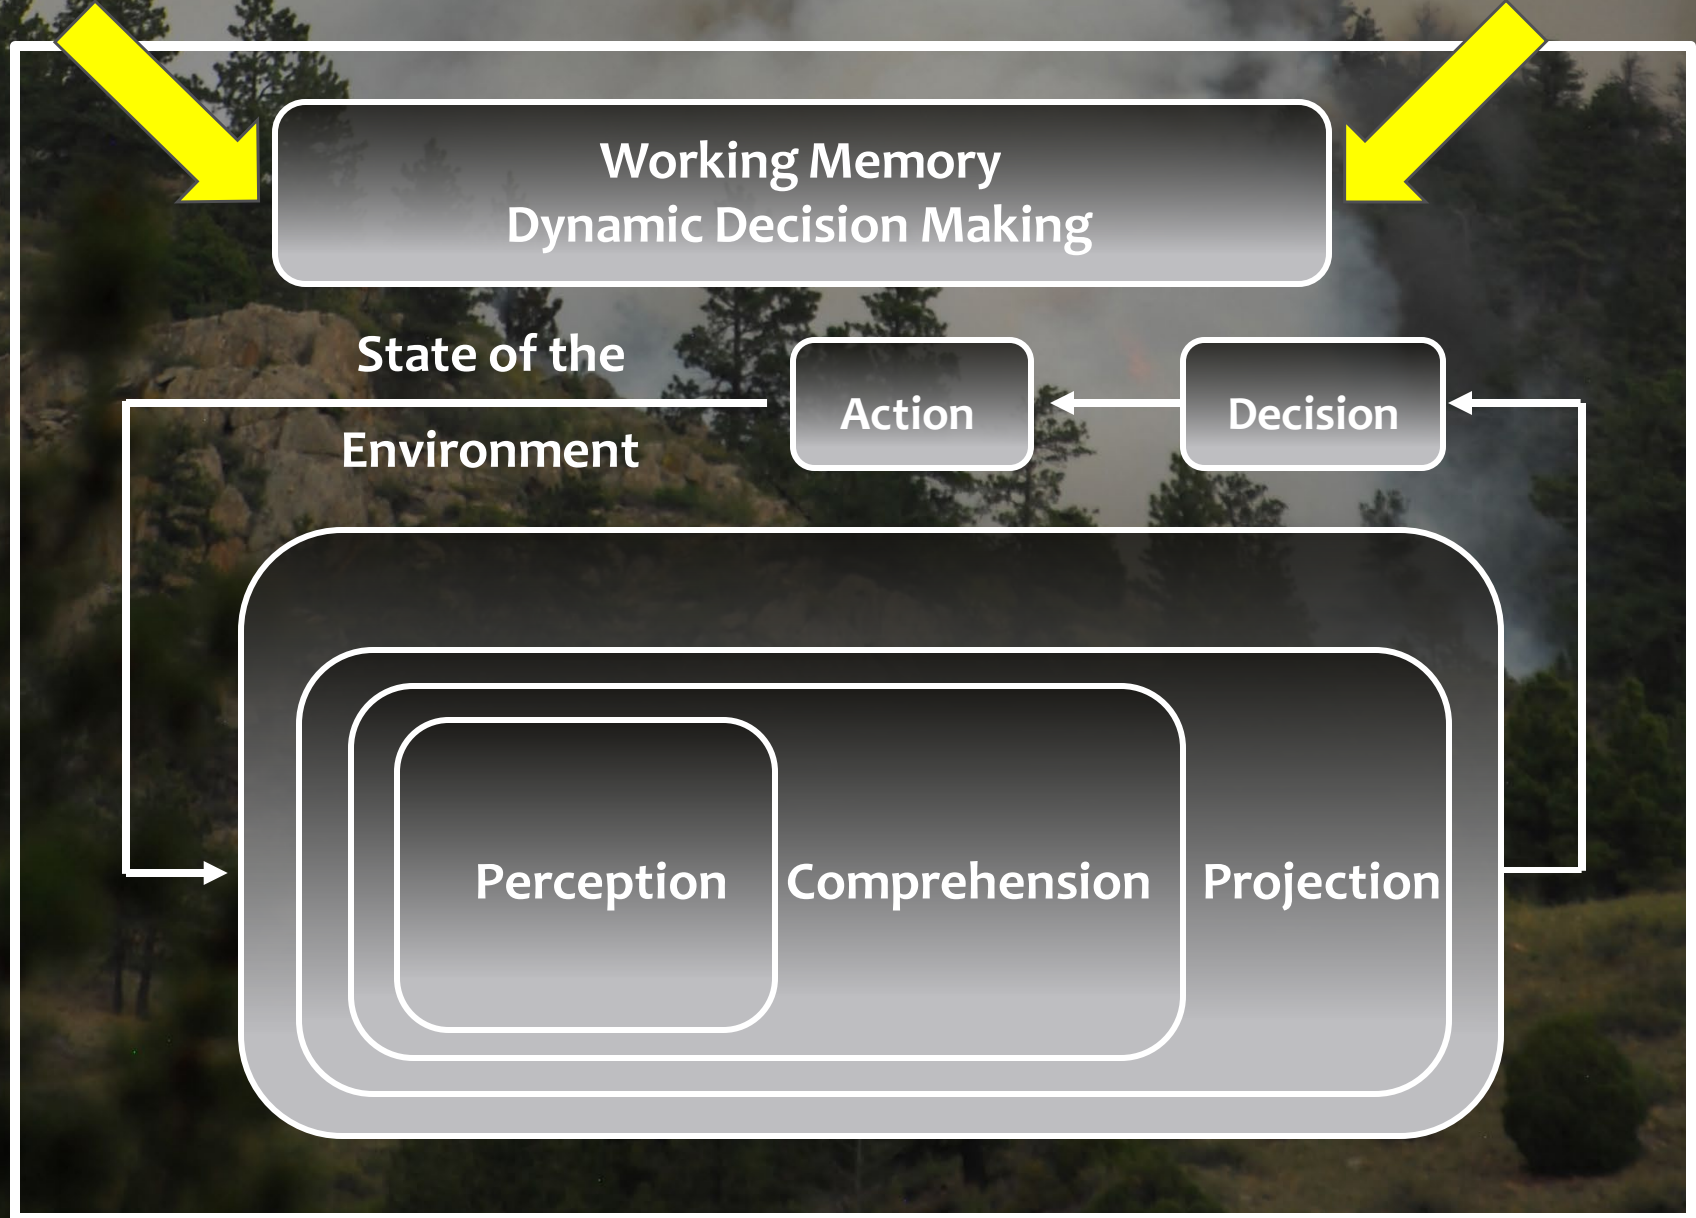 Working Memory
Dynamic Decision Making
State of the
Environment
Action
Decision
Perception
Comprehension
Projection